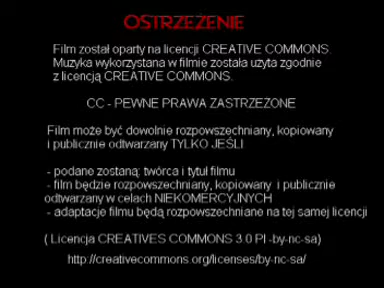 OSTRZEŻENIE
Film został oparty na licencji CREATIVE COMMONS.
Muzyka wykorzystana w filmie została użyta zgodnie
z licencją CREATIVE COMMONS.
CC - PEWNE PRAWA ZASTRZEŻONE
Film może być dowolnie rozpowszechniany, kopiowany
i publicznie odtwarzany TYLKO JEŚLI
- podane zostaną: twórca i tytuł filmu
- film będzie rozpowszechniany, kopiowany i publicznie
odtwarzany w celach NIEKOMERCYJNYCH
- adaptacje filmu będą rozpowszechniane na tej samej licencji
( Licencja CREATIVES COMMONS 3.0 Pl -by-nc-sa)
http://creativecommons.org/licenses/by-nc-sa/